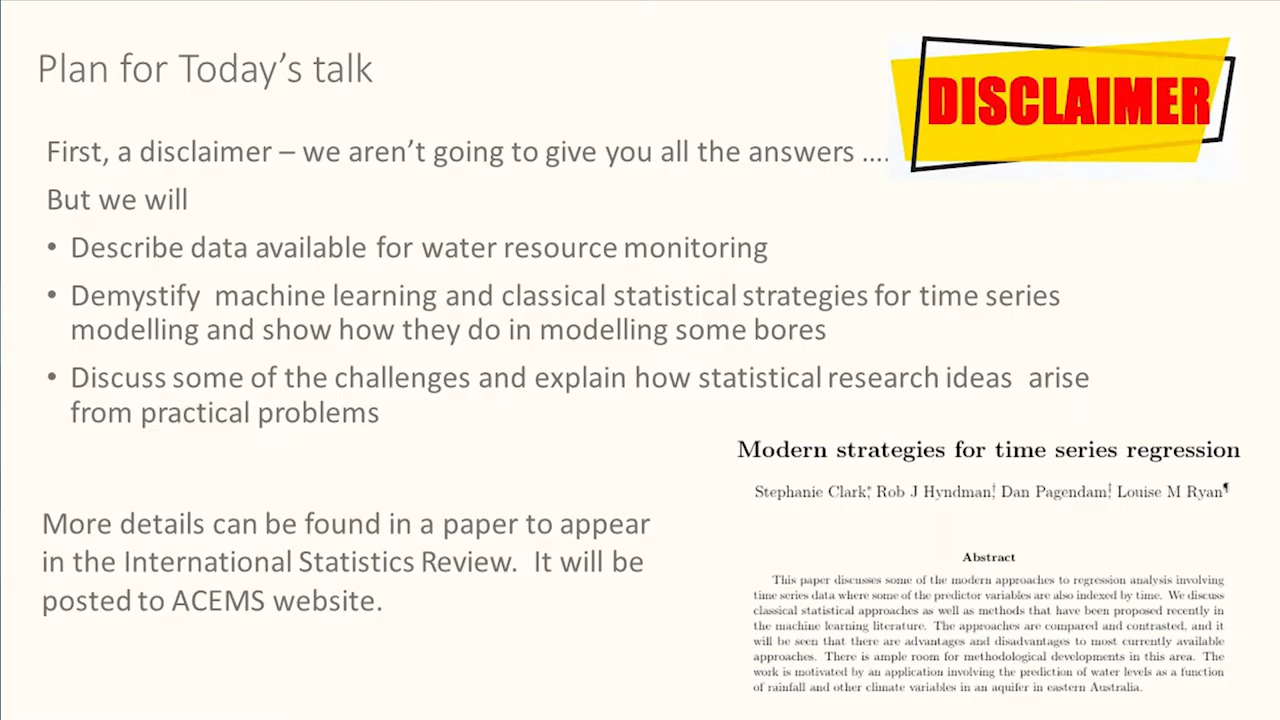 Plan for Today's talk
DISCLAIMER
First, a disclaimer – we aren't going to give you all the answers ....
But we will
• Describe data available for water resource monitoring
• Demystify machine learning and classical statistical strategies for time series
modelling and show how they do in modelling some bores
• Discuss some of the challenges and explain how statistical research ideas arise
from practical problems
More details can be found in a paper to appear
in the International Statistics Review. It will be
posted to ACEMS website.
Modern strategies for time series regression
Stephanie Clark*, Rob J Hyndman†, Dan Pagendam‡, Louise M Ryan¶
Abstract
This paper discusses some of the modern approaches to regression analysis involving
time series data where some of the predictor variables are also indexed by time. We discuss
classical statistical approaches as well as methods that have been proposed recently in
the machine learning literature. The approaches are compared and contrasted, and it
will be seen that there are advantages and disadvantages to most currently available
approaches. There is ample room for methodological developments in this area. The
work is motivated by an application involving the prediction of water levels as a function
of rainfall and other climate variables in an aquifer in eastern Australia.